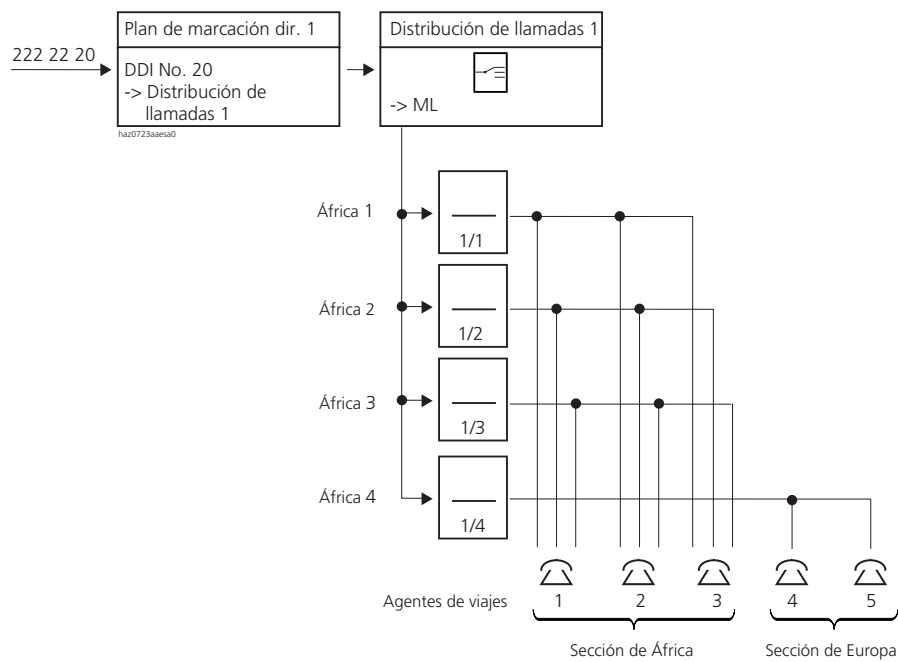 Plan de marcación dir. 1
Distribución de llamadas 1
222 22 20
DDI No. 20
-> Distribución de
llamadas 1
-> ML
haz0723aaesa0
África 1
1/1
África 2
1/2
África 3
1/3
África 4
1/4
Agentes de viajes
1
2
3
4
5
Sección de África
Sección de Europa